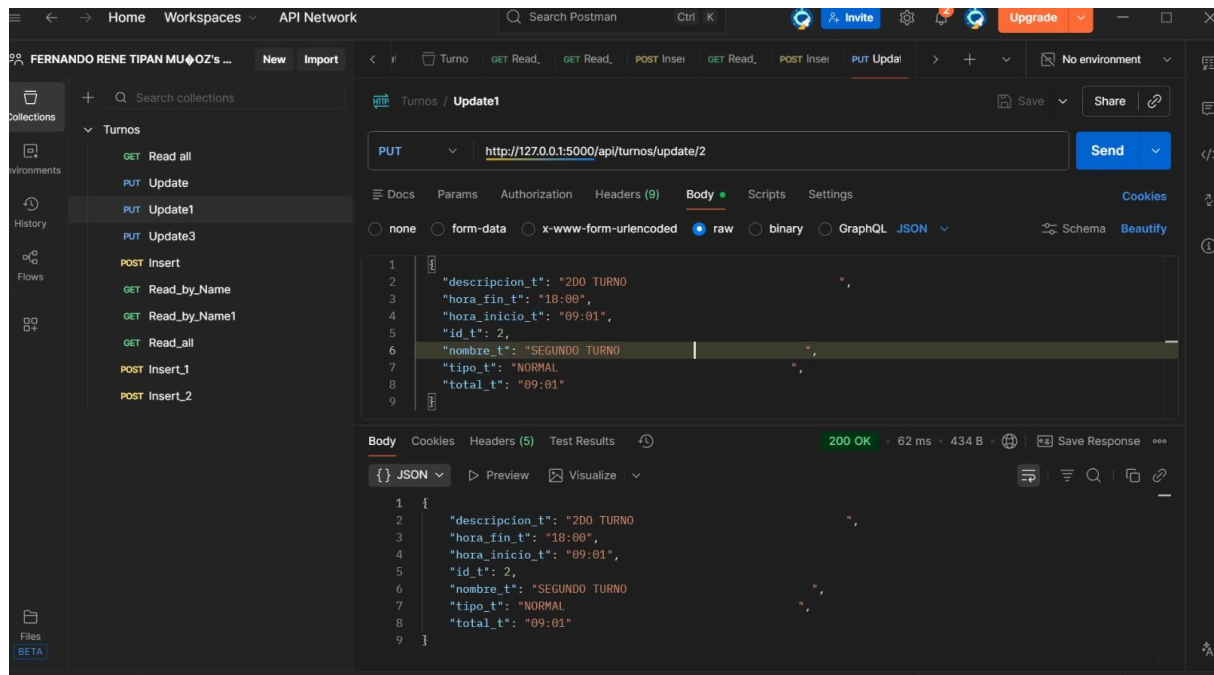 Home Workspaces API Network Search Postman Ctrl K Invite 2 Upgrade
FERNANDO RENE TIPAN MU�OZ's ... New Import Turno GET Read_ GET Read_ POST Inser GET Read_ POST Inser PUT Updat No environment
Collections
Search collections
Turnos / Update1
Save Share
Turnos
GET Read all
PUT Update
PUT Update1
PUT Update3
POST Insert
GET Read_by_Name
GET Read_by_Name1
GET Read_all
POST Insert_1
POST Insert_2
History
Flows
Files
BETA
PUT http://127.0.0.1:5000/api/turnos/update/2 Send
Docs Params Authorization Headers (9) Body Scripts Settings Cookies
none form-data x-www-form-urlencoded raw binary GraphQL JSON Schema Beautify
1 {
2 "descripcion_t": "2DO TURNO ",
3 "hora_fin_t": "18:00",
4 "hora_inicio_t": "09:01",
5 "id_t": 2,
6 "nombre_t": "SEGUNDO TURNO ",
7 "tipo_t": "NORMAL ",
8 "total_t": "09:01"
9 }
Body Cookies Headers (5) Test Results 200 OK 62 ms 434 B Save Response
{} JSON Preview Visualize
1 {
2 "descripcion_t": "2DO TURNO ",
3 "hora_fin_t": "18:00",
4 "hora_inicio_t": "09:01",
5 "id_t": 2,
6 "nombre_t": "SEGUNDO TURNO ",
7 "tipo_t": "NORMAL ",
8 "total_t": "09:01"
9 }